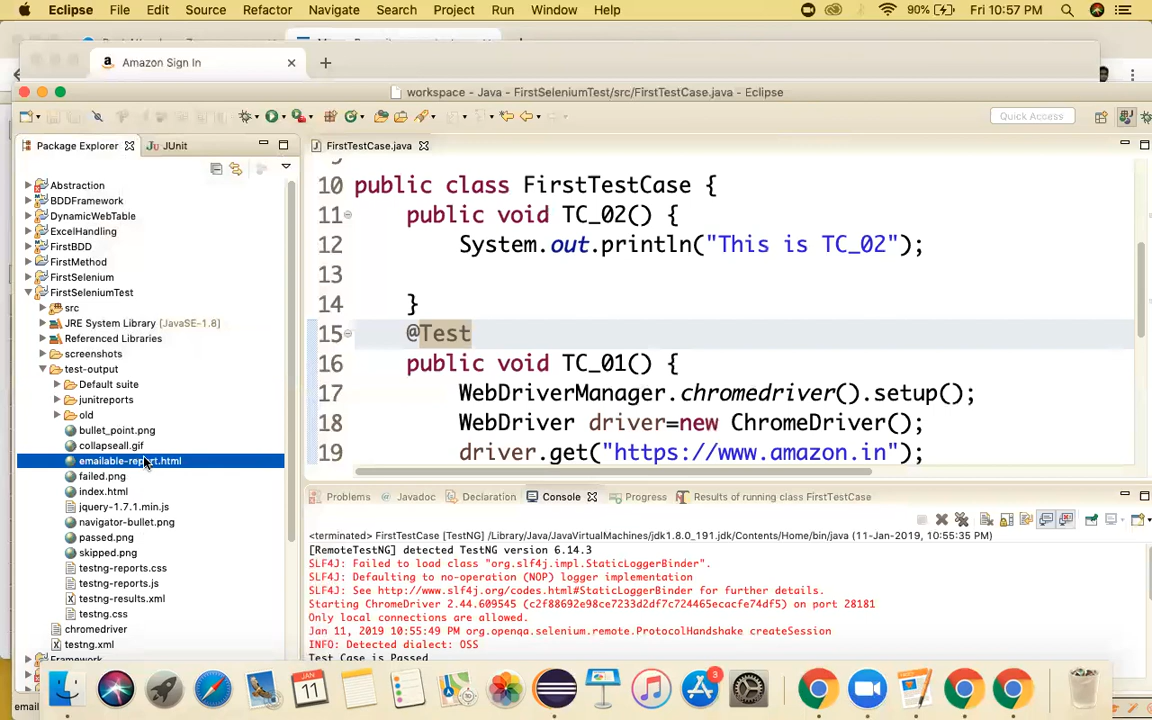 Eclipse File Edit Source Refactor Navigate Search Project Run Window Help 90% Fri 10:57 PM
Amazon Sign In
workspace - Java - FirstSeleniumTest/src/FirstTestCase.java - Eclipse
Quick Access
Package Explorer JUnit
FirstTestCase.java
Abstraction
BDDFramework
DynamicWebTable
ExcelHandling
FirstBDD
FirstMethod
FirstSelenium
FirstSeleniumTest
src
JRE System Library [JavaSE-1.8]
Referenced Libraries
screenshots
test-output
Default suite
junitreports
old
bullet_point.png
collapseall.gif
emailable-report.html
failed.png
index.html
jquery-1.7.1.min.js
navigator-bullet.png
passed.png
skipped.png
testng-reports.css
testng-reports.js
testng-results.xml
testng.css
chromedriver
testng.xml
Framework
10 public class FirstTestCase {
11 public void TC_02() {
12 System.out.println("This is TC_02");
13
14 }
15 @Test
16 public void TC_01() {
17 WebDriverManager.chromedriver().setup();
18 WebDriver driver=new ChromeDriver();
19 driver.get("https://www.amazon.in");
Problems Javadoc Declaration Console Progress Results of running class FirstTestCase
<terminated> FirstTestCase [TestNG] /Library/Java/JavaVirtualMachines/jdk1.8.0_191.jdk/Contents/Home/bin/java (11-Jan-2019, 10:55:35 PM)
[RemoteTestNG] detected TestNG version 6.14.3
SLF4J: Failed to load class "org.slf4j.impl.StaticLoggerBinder".
SLF4J: Defaulting to no-operation (NOP) logger implementation
SLF4J: See http://www.slf4j.org/codes.html#StaticLoggerBinder for further details.
Starting ChromeDriver 2.44.609545 (c2f88692e98ce7233d2df7c724465ecacfe74df5) on port 28181
Only local connections are allowed.
Jan 11, 2019 10:55:49 PM org.openqa.selenium.remote.ProtocolHandshake createSession
INFO: Detected dialect: OSS
Test Case is Passed
JAN
11
3
email